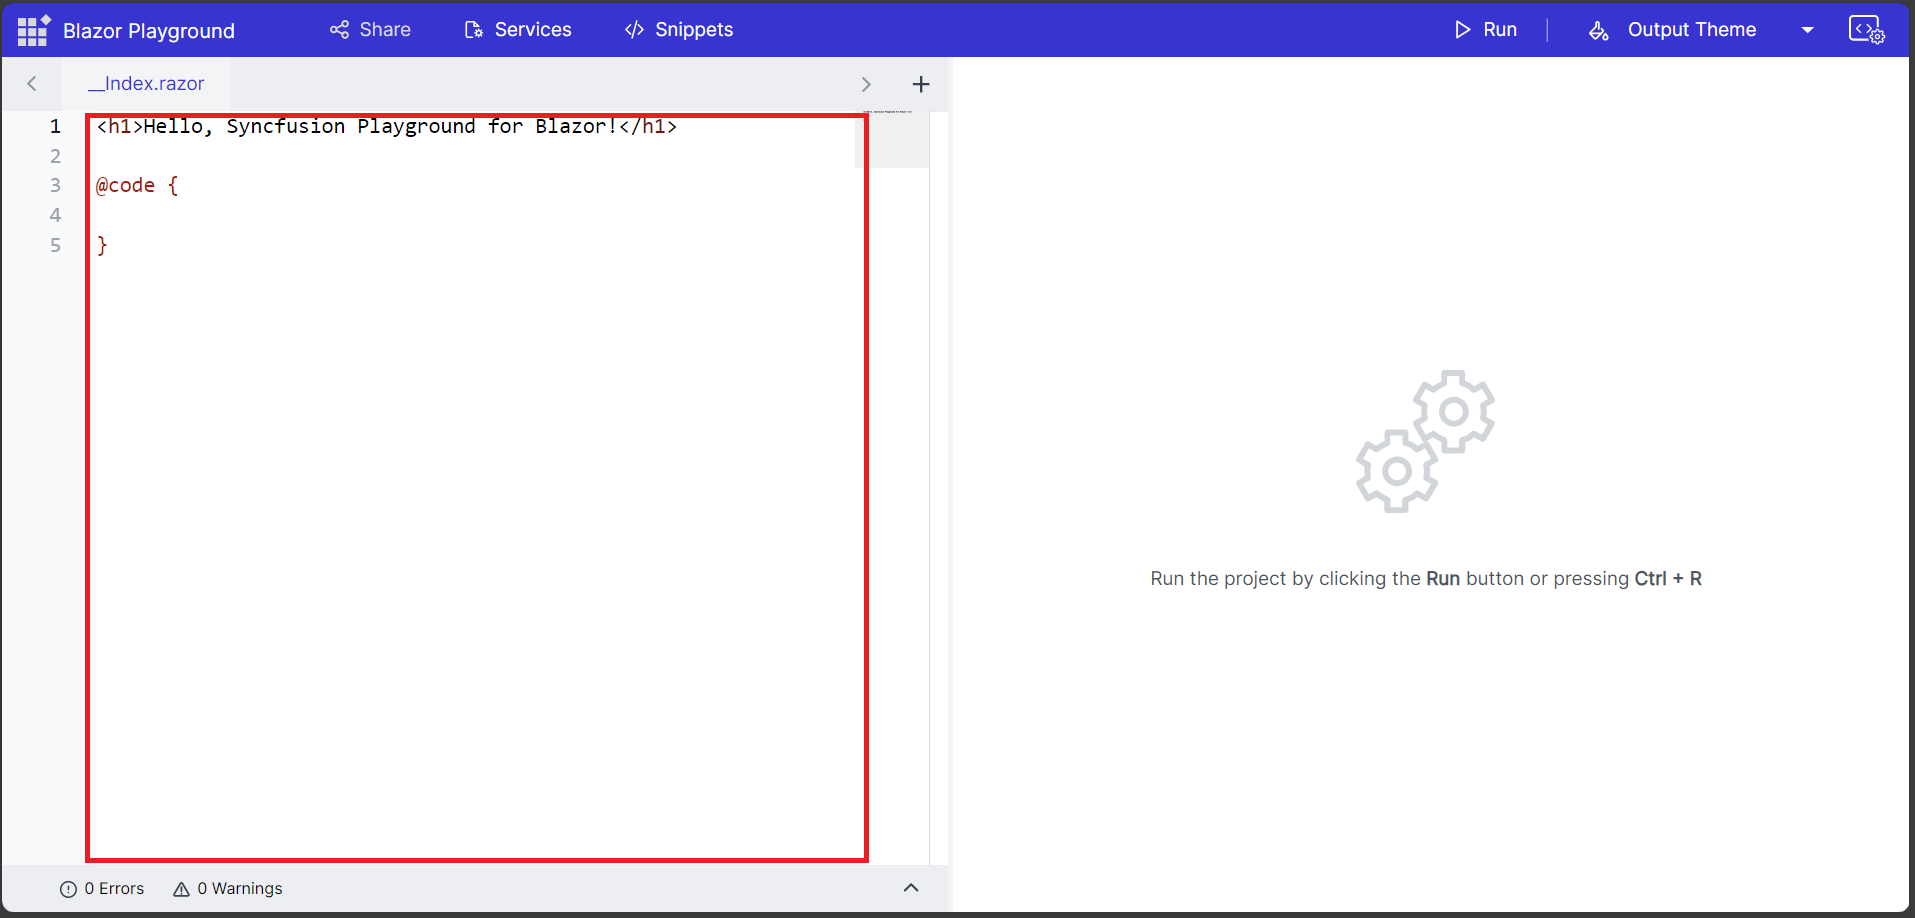 Blazor Playground Share Services Snippets Run Output Theme
__Index.razor
1 <h1>Hello, Syncfusion Playground for Blazor!</h1>
2
3 @code {
4
5 }
Run the project by clicking the Run button or pressing Ctrl + R
0 Errors 0 Warnings